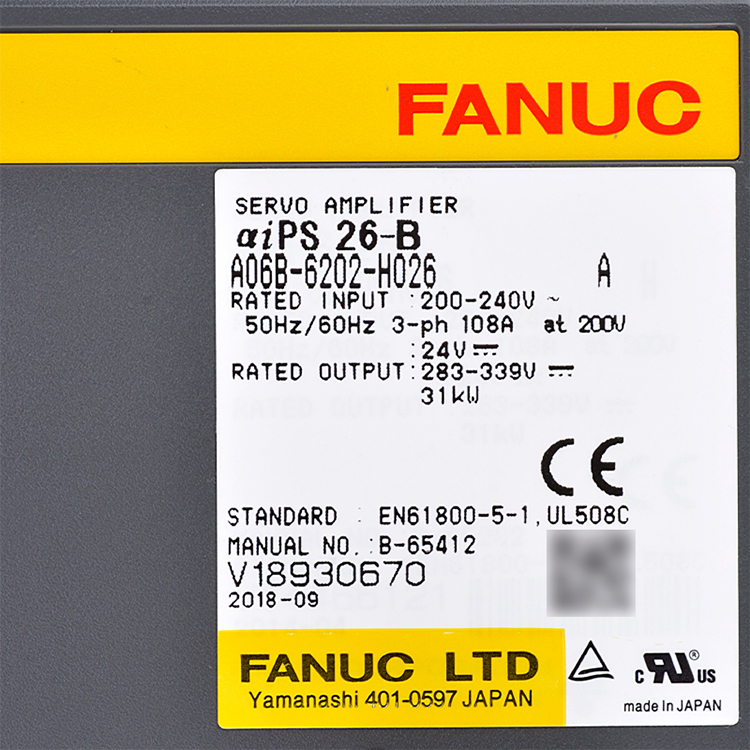 FANUC
SERVO AMPLIFIER
αiPS 26-B
A06B-6202-H026 A
RATED INPUT :200-240V ~
50Hz/60Hz 3-ph 108A at 200V
:24V ⎓
RATED OUTPUT:283-339V ⎓
31kW
CE
STANDARD : EN61800-5-1,UL508C
MANUAL NO.:B-65412
V18930670
2018-09
FANUC LTD
Yamanashi 401-0597 JAPAN
c RU ® US
made in JAPAN